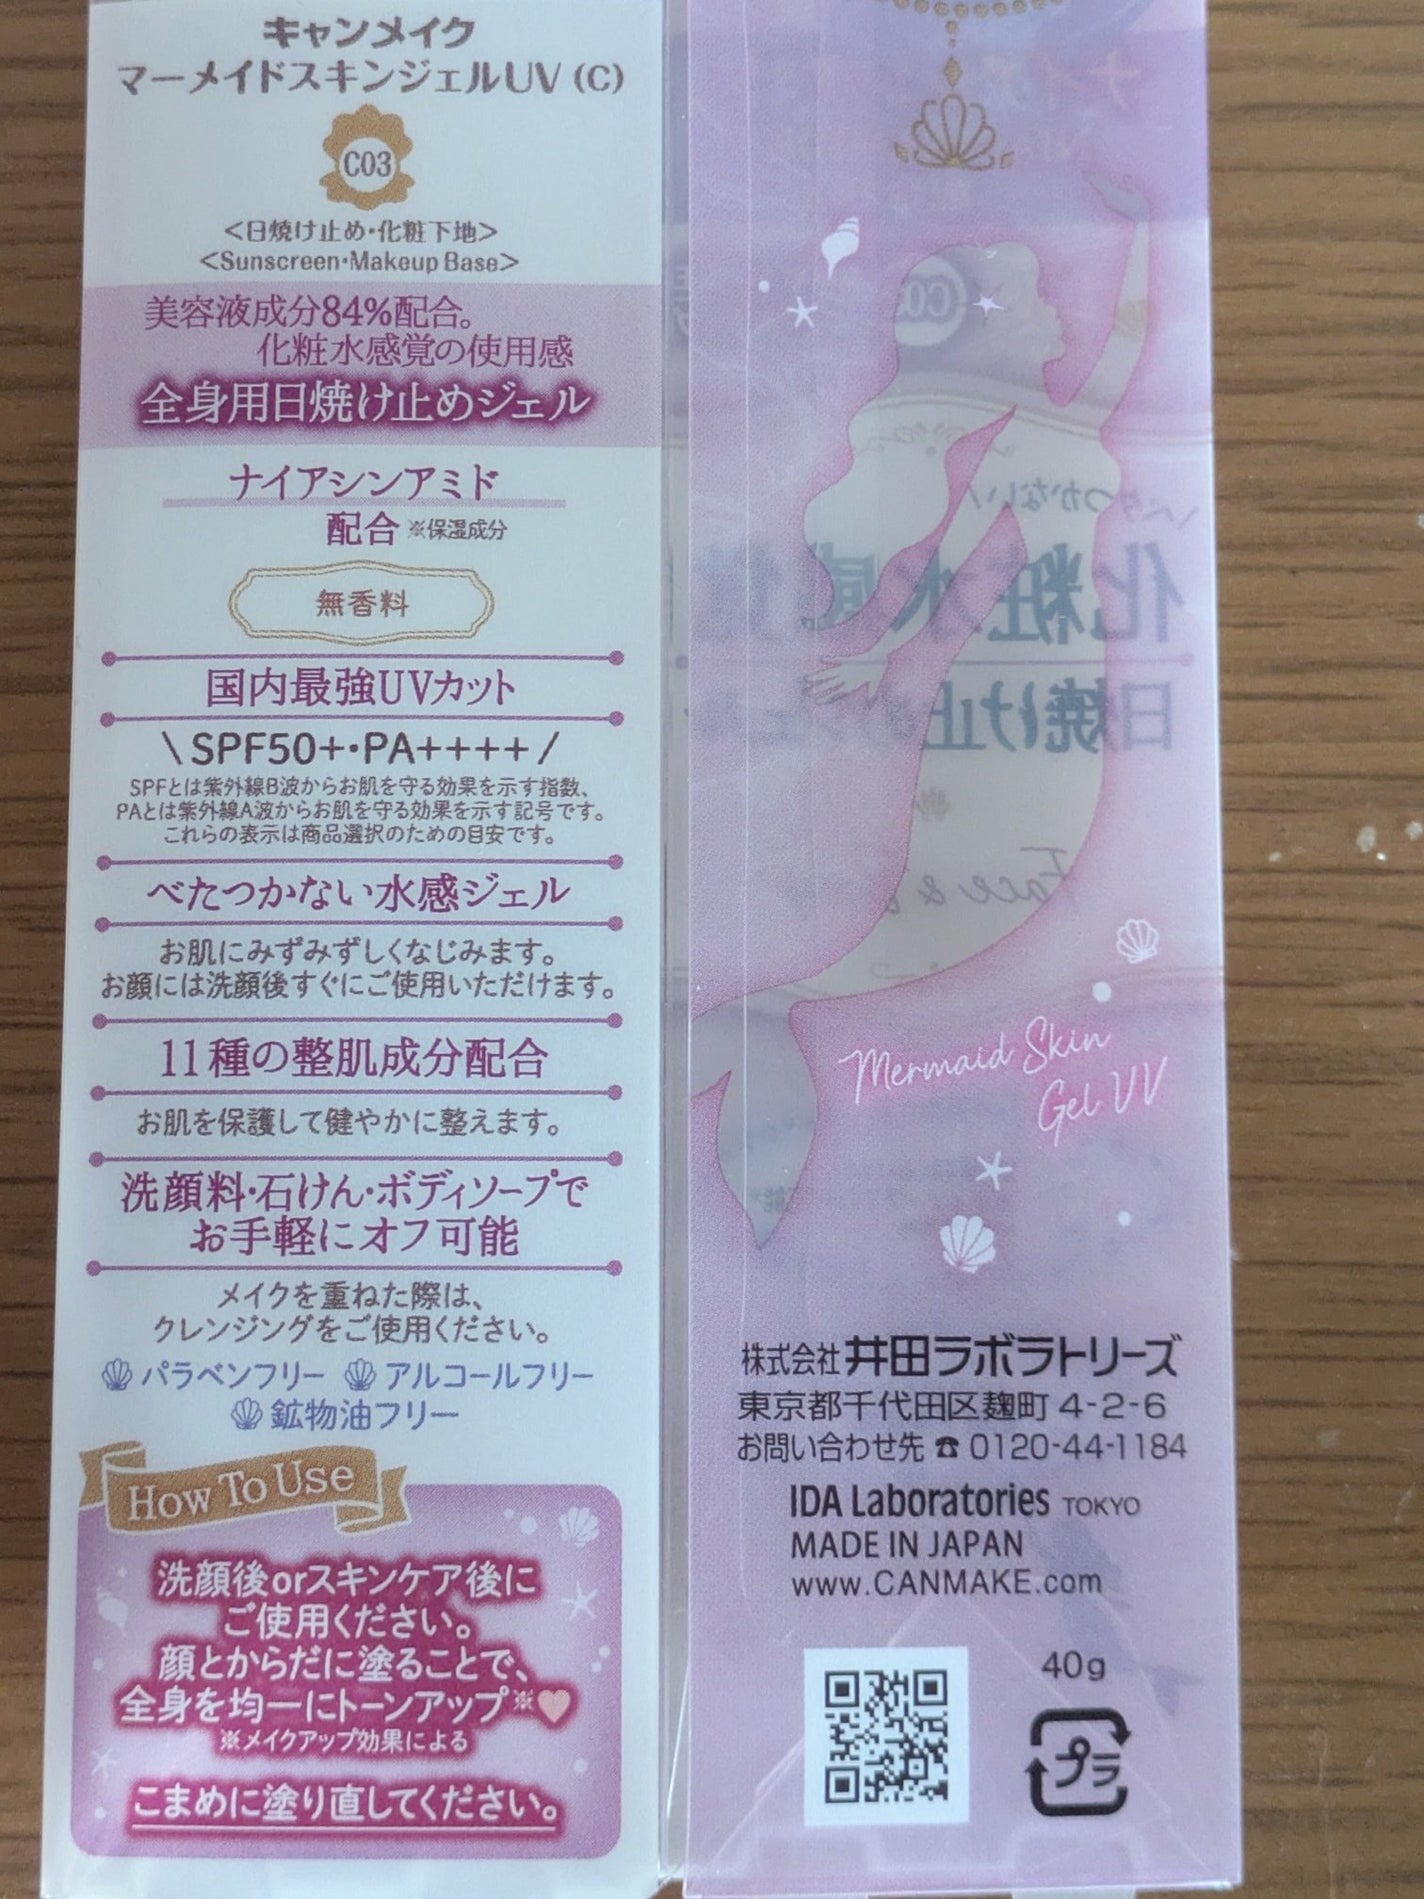 キャンメイク
マーメイドスキンジェルUV (C)
C03
<日焼け止め・化粧下地>
<Sunscreen・Makeup Base>
美容液成分84%配合。
化粧水感覚の使用感
全身用日焼け止めジェル
ナイアシンアミド
配合 ※保湿成分
無香料
国内最強UVカット
\ SPF50+・PA++++ /
SPFとは紫外線B波からお肌を守る効果を示す指数、
PAとは紫外線A波からお肌を守る効果を示す記号です。
これらの表示は商品選択のための目安です。
べたつかない水感ジェル
お肌にみずみずしくなじみます。
お顔には洗顔後すぐにご使用いただけます。
11種の整肌成分配合
お肌を保護して健やかに整えます。
洗顔料・石けん・ボディソープで
お手軽にオフ可能
メイクを重ねた際は、
クレンジングをご使用ください。
パラベンフリー アルコールフリー
鉱物油フリー
How To Use
洗顔後orスキンケア後に
ご使用ください。
顔とからだに塗ることで、
全身を均一にトーンアップ※
※メイクアップ効果による
こまめに塗り直してください。
Mermaid Skin
Gel UV
株式会社 井田ラボラトリーズ
東京都千代田区麹町 4-2-6
お問い合わせ先 ☎ 0120-44-1184
IDA Laboratories TOKYO
MADE IN JAPAN
www.CANMAKE.com
40g
プラ